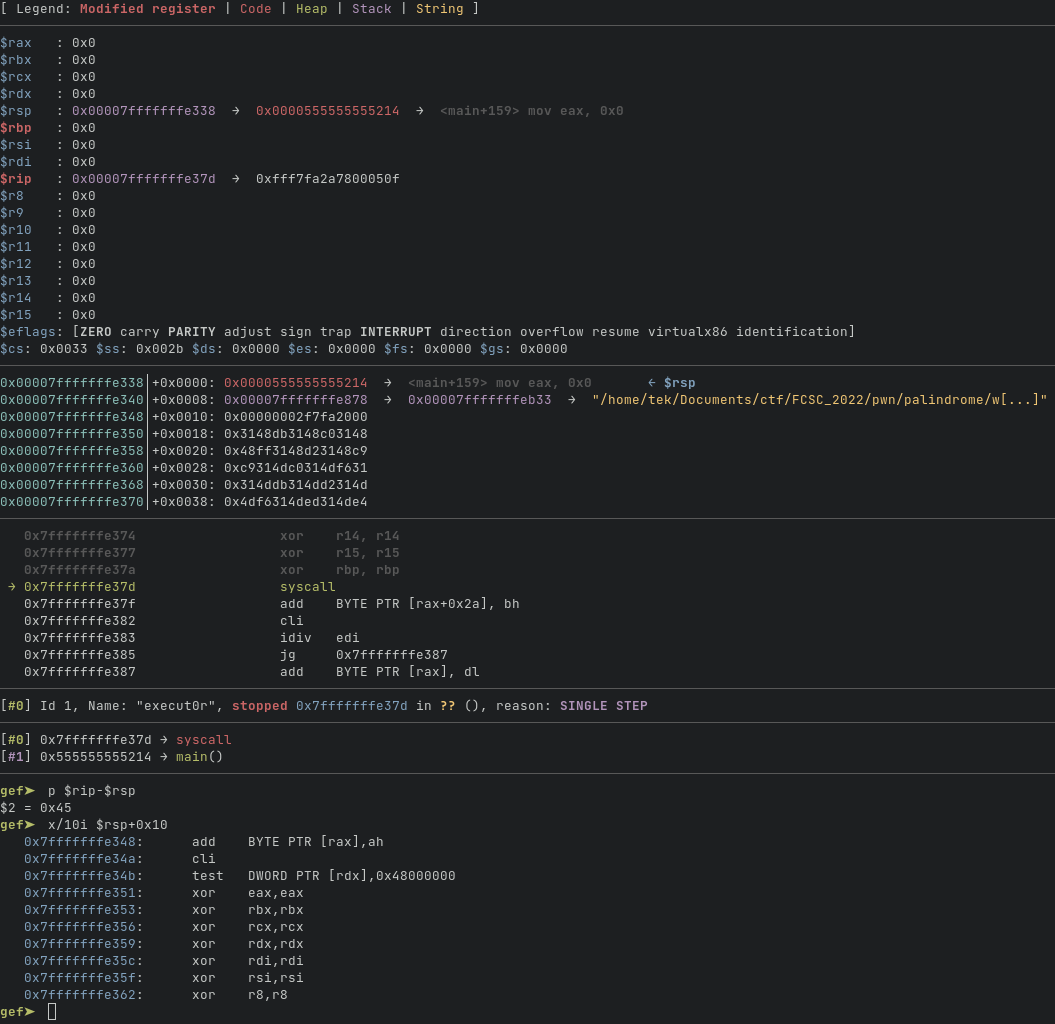 [ Legend: Modified register | Code | Heap | Stack | String ]
$rax   : 0x0
$rbx   : 0x0
$rcx   : 0x0
$rdx   : 0x0
$rsp   : 0x00007fffffffe338  →  0x0000555555555214  →  <main+159> mov eax, 0x0
$rbp   : 0x0
$rsi   : 0x0
$rdi   : 0x0
$rip   : 0x00007fffffffe37d  →  0xfff7fa2a7800050f
$r8    : 0x0
$r9    : 0x0
$r10   : 0x0
$r11   : 0x0
$r12   : 0x0
$r13   : 0x0
$r14   : 0x0
$r15   : 0x0
$eflags: [ZERO carry PARITY adjust sign trap INTERRUPT direction overflow resume virtualx86 identification]
$cs: 0x0033 $ss: 0x002b $ds: 0x0000 $es: 0x0000 $fs: 0x0000 $gs: 0x0000
0x00007fffffffe338│+0x0000: 0x0000555555555214  →  <main+159> mov eax, 0x0       ← $rsp
0x00007fffffffe340│+0x0008: 0x00007fffffffe878  →  0x00007fffffffeb33  →  "/home/tek/Documents/ctf/FCSC_2022/pwn/palindrome/w[...]"
0x00007fffffffe348│+0x0010: 0x00000002f7fa2000
0x00007fffffffe350│+0x0018: 0x3148db3148c03148
0x00007fffffffe358│+0x0020: 0x48ff3148d23148c9
0x00007fffffffe360│+0x0028: 0xc9314dc0314df631
0x00007fffffffe368│+0x0030: 0x314ddb314dd2314d
0x00007fffffffe370│+0x0038: 0x4df6314ded314de4
0x7fffffffe374                  xor    r14, r14
0x7fffffffe377                  xor    r15, r15
0x7fffffffe37a                  xor    rbp, rbp
→ 0x7fffffffe37d                  syscall
0x7fffffffe37f                  add    BYTE PTR [rax+0x2a], bh
0x7fffffffe382                  cli
0x7fffffffe383                  idiv   edi
0x7fffffffe385                  jg     0x7fffffffe387
0x7fffffffe387                  add    BYTE PTR [rax], dl
[#0] Id 1, Name: "execut0r", stopped 0x7fffffffe37d in ?? (), reason: SINGLE STEP
[#0] 0x7fffffffe37d → syscall
[#1] 0x555555555214 → main()
gef➤  p $rip-$rsp
$2 = 0x45
gef➤  x/10i $rsp+0x10
0x7fffffffe348:      add    BYTE PTR [rax],ah
0x7fffffffe34a:      cli
0x7fffffffe34b:      test   DWORD PTR [rdx],0x48000000
0x7fffffffe351:      xor    eax,eax
0x7fffffffe353:      xor    rbx,rbx
0x7fffffffe356:      xor    rcx,rcx
0x7fffffffe359:      xor    rdx,rdx
0x7fffffffe35c:      xor    rdi,rdi
0x7fffffffe35f:      xor    rsi,rsi
0x7fffffffe362:      xor    r8,r8
gef➤